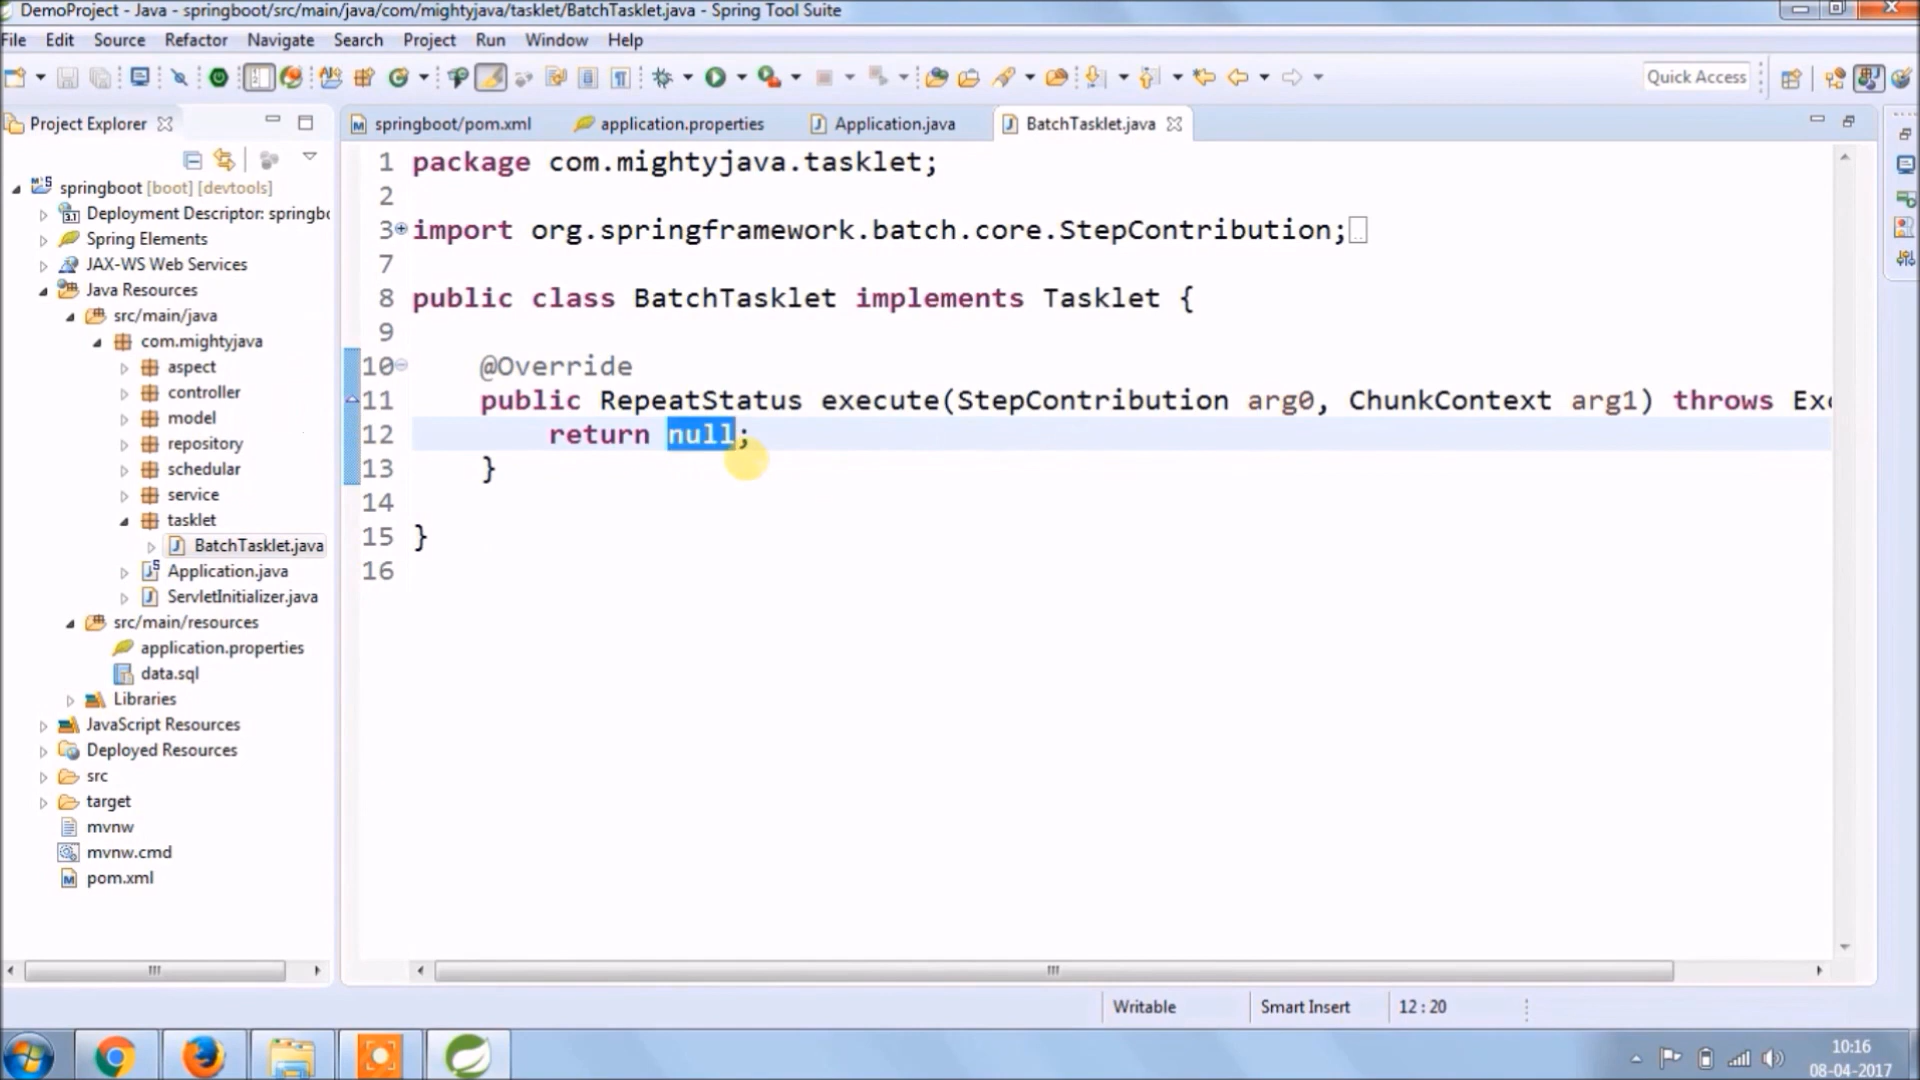 DemoProject - Java - springboot/src/main/java/com/mightyjava/tasklet/BatchTasklet.java - Spring Tool Suite
File Edit Source Refactor Navigate Search Project Run Window Help
Quick Access
Project Explorer
springboot/pom.xml application.properties Application.java BatchTasklet.java
springboot [boot] [devtools]
Deployment Descriptor: springbo
Spring Elements
JAX-WS Web Services
Java Resources
src/main/java
com.mightyjava
aspect
controller
model
repository
schedular
service
tasklet
BatchTasklet.java
Application.java
ServletInitializer.java
src/main/resources
application.properties
data.sql
Libraries
JavaScript Resources
Deployed Resources
src
target
mvnw
mvnw.cmd
pom.xml
1 package com.mightyjava.tasklet;
2
3 import org.springframework.batch.core.StepContribution;
7
8 public class BatchTasklet implements Tasklet {
9
10 @Override
11 public RepeatStatus execute(StepContribution arg0, ChunkContext arg1) throws Exc
12 return null;
13 }
14
15 }
16
Writable Smart Insert 12 : 20
10:16
08-04-2017